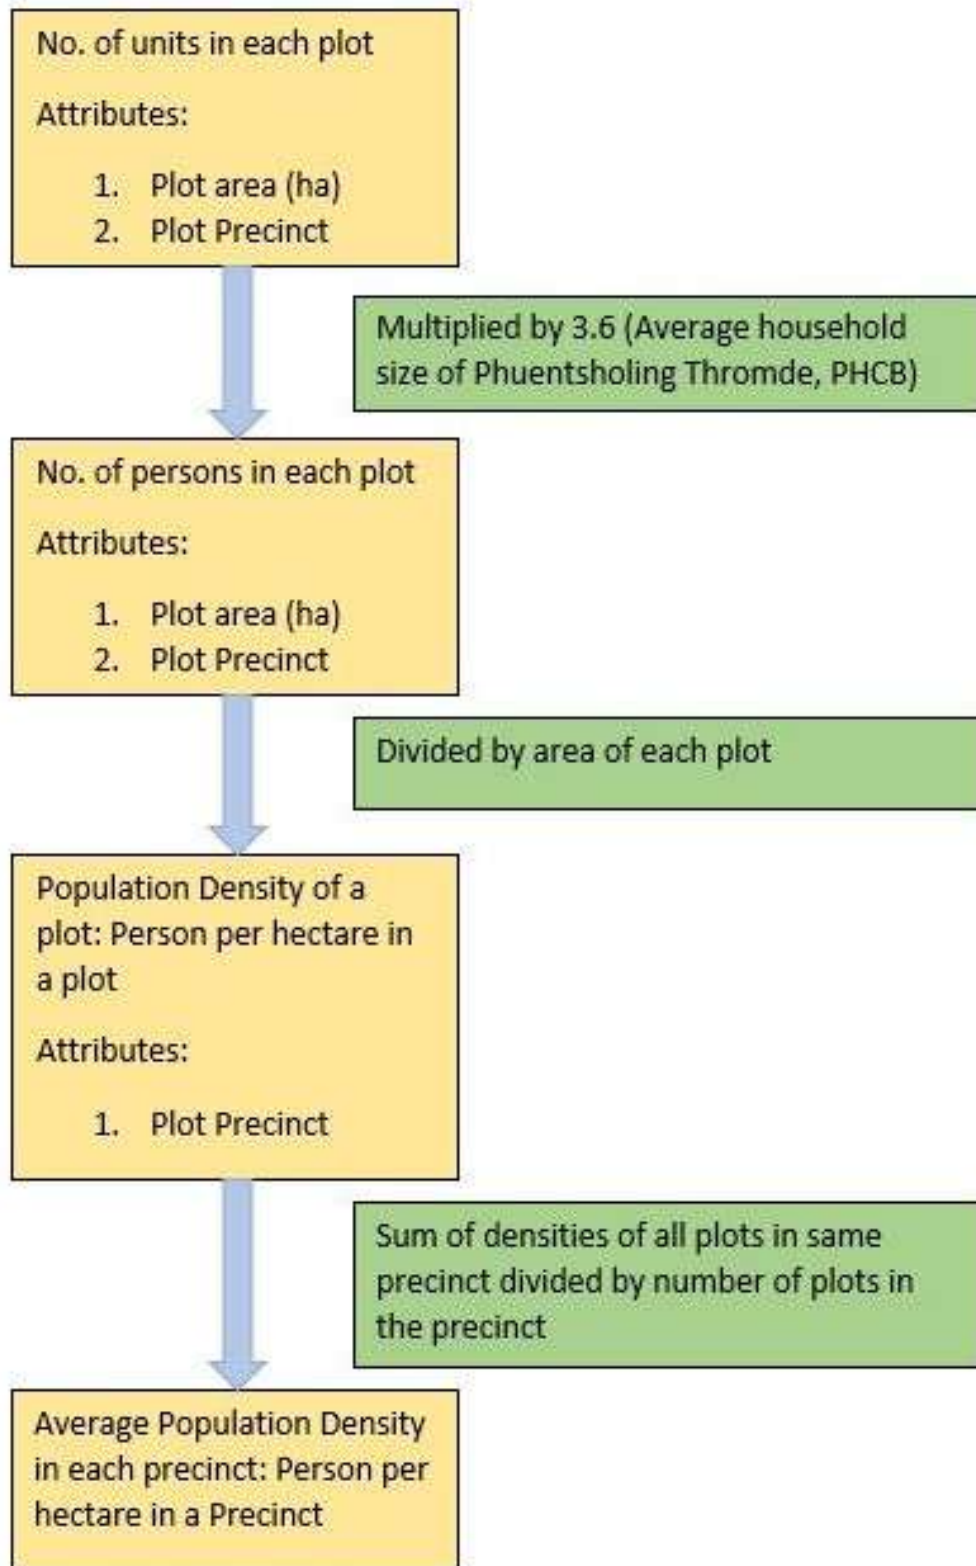 No. of units in each plot
Attributes:
1. Plot area (ha)
2. Plot Precinct
Multiplied by 3.6 (Average household
size of Phuentsholing Thromde, PHCB)
No. of persons in each plot
Attributes:
1. Plot area (ha)
2. Plot Precinct
Divided by area of each plot
Population Density of a
plot: Person per hectare in
a plot
Attributes:
1. Plot Precinct
Sum of densities of all plots in same
precinct divided by number of plots in
the precinct
Average Population Density
in each precinct: Person per
hectare in a Precinct